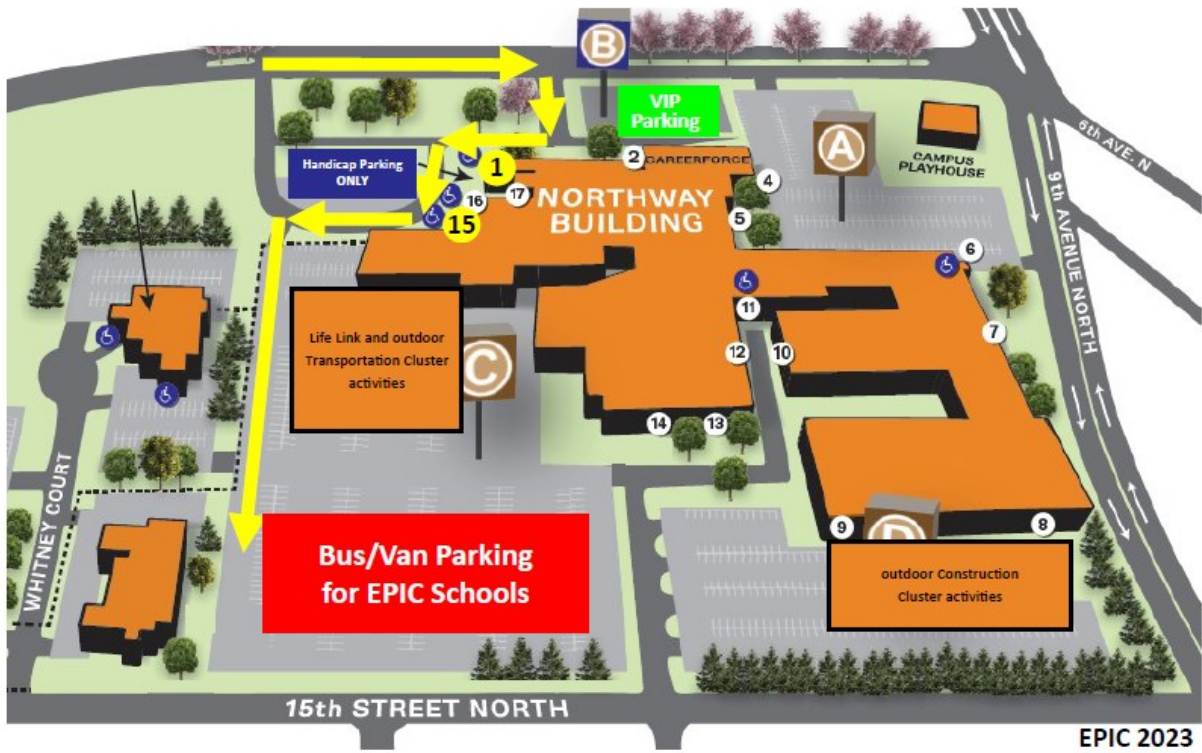 B
VIP
Parking
A
CAMPUS
PLAYHOUSE
6th AVE. N
9th AVENUE NORTH
Handicap Parking
ONLY
1
2
CAREERFORCE
4
NORTHWAY
BUILDING
16
17
15
5
6
11
7
12
10
Life Link and outdoor
Transportation Cluster
activities
C
14
13
WHITNEY COURT
9
D
8
Bus/Van Parking
for EPIC Schools
outdoor Construction
Cluster activities
15th STREET NORTH
EPIC 2023